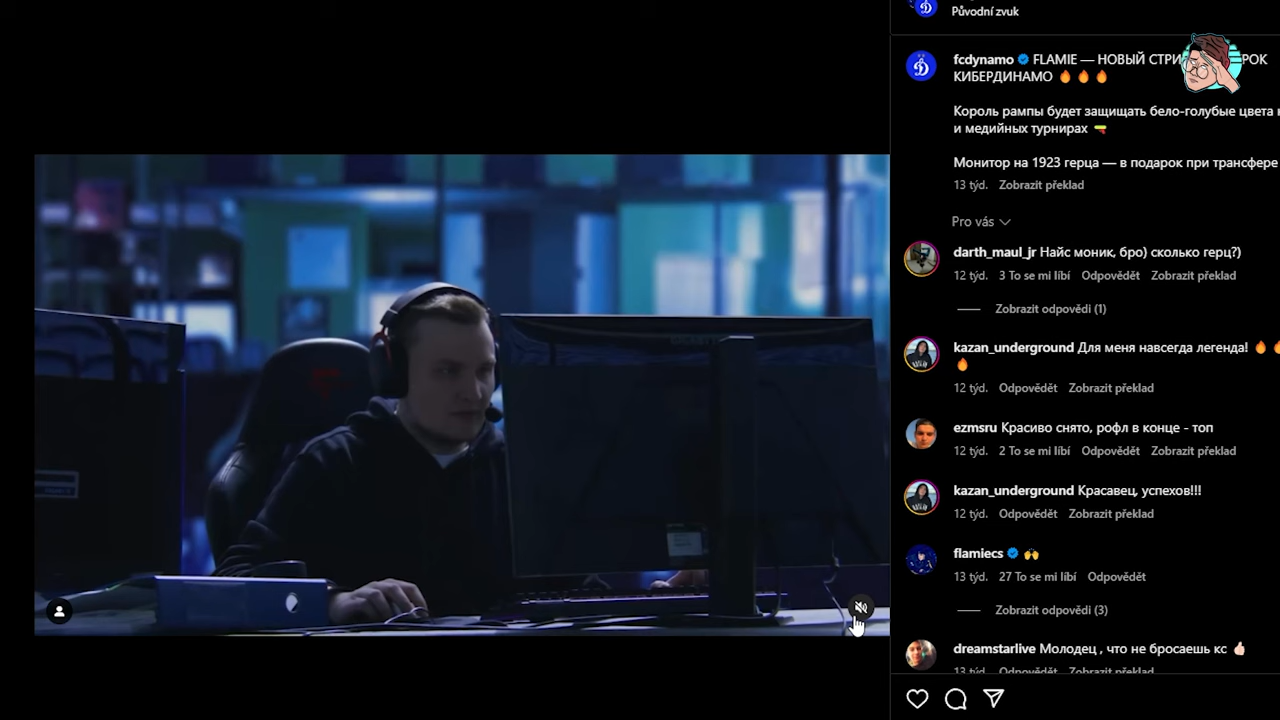 Původní zvuk
fcdynamo FLAMIE — НОВЫЙ СТРИ РОК
КИБЕРДИНАМО 🔥🔥🔥
Король рампы будет защищать бело-голубые цвета
и медийных турнирах 🔫
Монитор на 1923 герца — в подарок при трансфере
13 týd. Zobrazit překlad
Pro vás
darth_maul_jr Найс моник, бро) сколько герц?)
12 týd. 3 To se mi líbí Odpovědět Zobrazit překlad
Zobrazit odpovědi (1)
kazan_underground Для меня навсегда легенда! 🔥🔥
🔥
12 týd. Odpovědět Zobrazit překlad
ezmsru Красиво снято, рофл в конце - топ
12 týd. 2 To se mi líbí Odpovědět Zobrazit překlad
kazan_underground Красавец, успехов!!!
12 týd. Odpovědět Zobrazit překlad
flamiecs 🙌
13 týd. 27 To se mi líbí Odpovědět
Zobrazit odpovědi (3)
dreamstarlive Молодец , что не бросаешь кс 👍🏻
13 týd. Odpovědět Zobrazit překlad